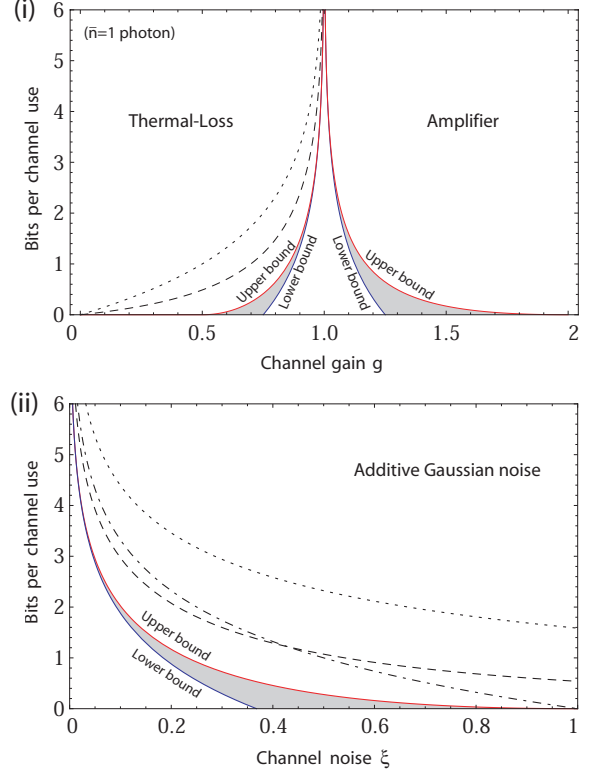 (i)
6
(n̄=1 photon)
5
Thermal-Loss
Amplifier
4
3
2
1
0
Bits per channel use
Upper bound
Lower bound
Lower bound
Upper bound
0
0.5
1.0
1.5
2.0
Channel gain g
(ii)
6
5
Additive Gaussian noise
4
3
2
1
0
Bits per channel use
Upper bound
Lower bound
0
0.2
0.4
0.6
0.8
1
Channel noise ξ